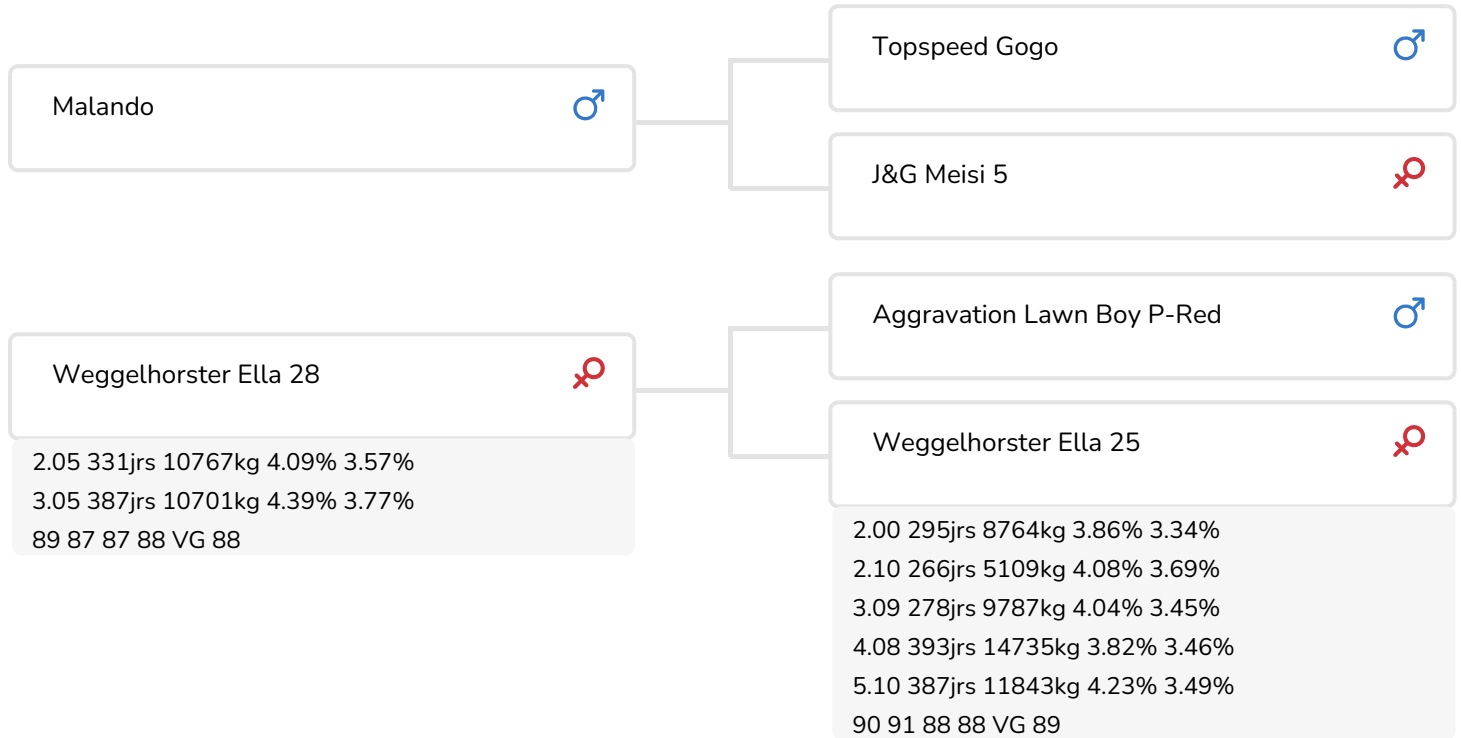 Malando
Topspeed Gogo
J&G Meisi 5
Weggelhorster Ella 28
2.05 331jrs 10767kg 4.09% 3.57%
3.05 387jrs 10701kg 4.39% 3.77%
89 87 87 88 VG 88
Aggravation Lawn Boy P-Red
Weggelhorster Ella 25
2.00 295jrs 8764kg 3.86% 3.34%
2.10 266jrs 5109kg 4.08% 3.69%
3.09 278jrs 9787kg 4.04% 3.45%
4.08 393jrs 14735kg 3.82% 3.46%
5.10 387jrs 11843kg 4.23% 3.49%
90 91 88 88 VG 89